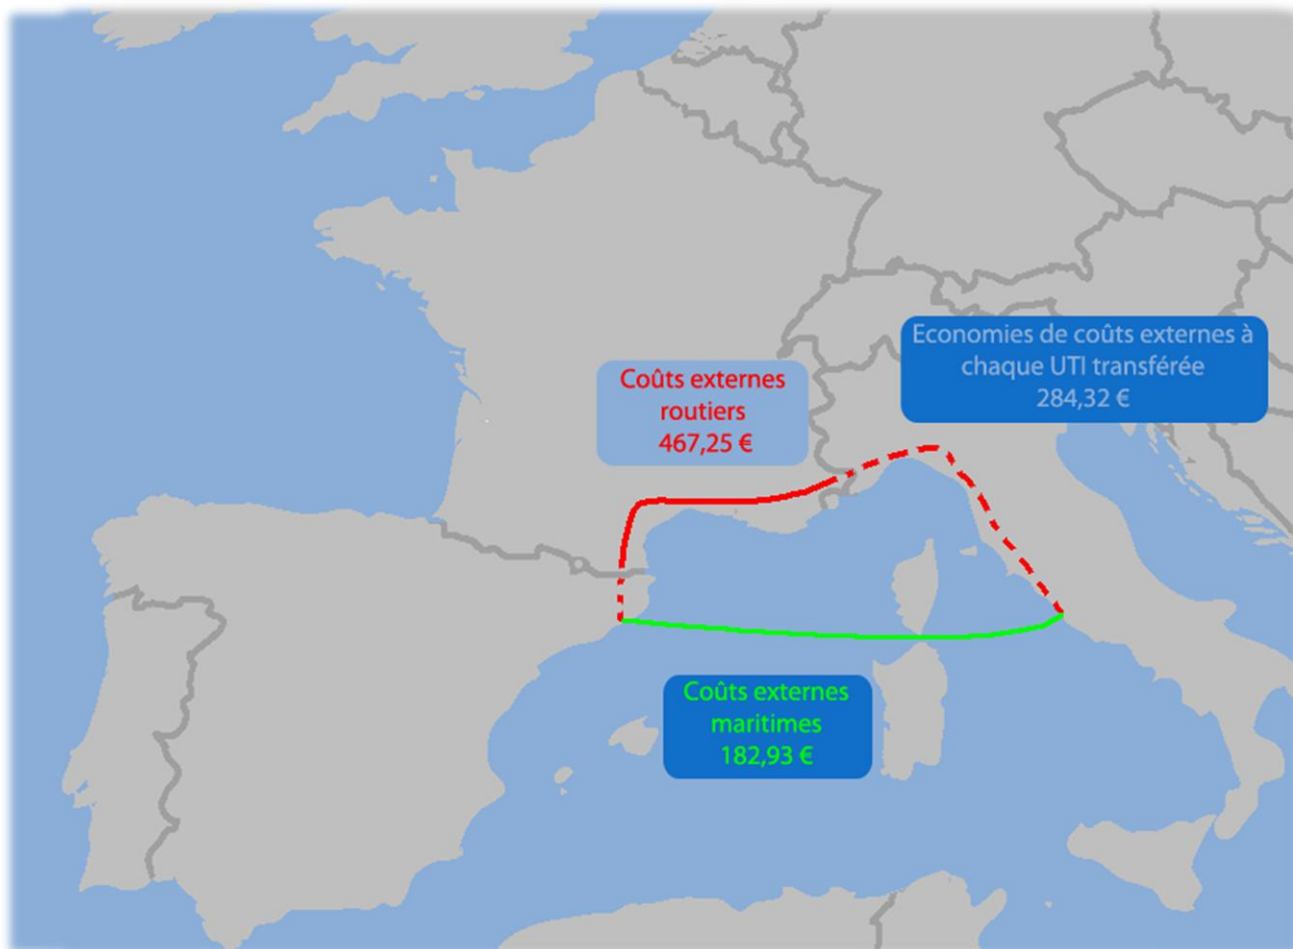 Economies de coûts externes à
chaque UTI transférée
284,32 €
Coûts externes
routiers
467,25 €
Coûts externes
maritimes
182,93 €